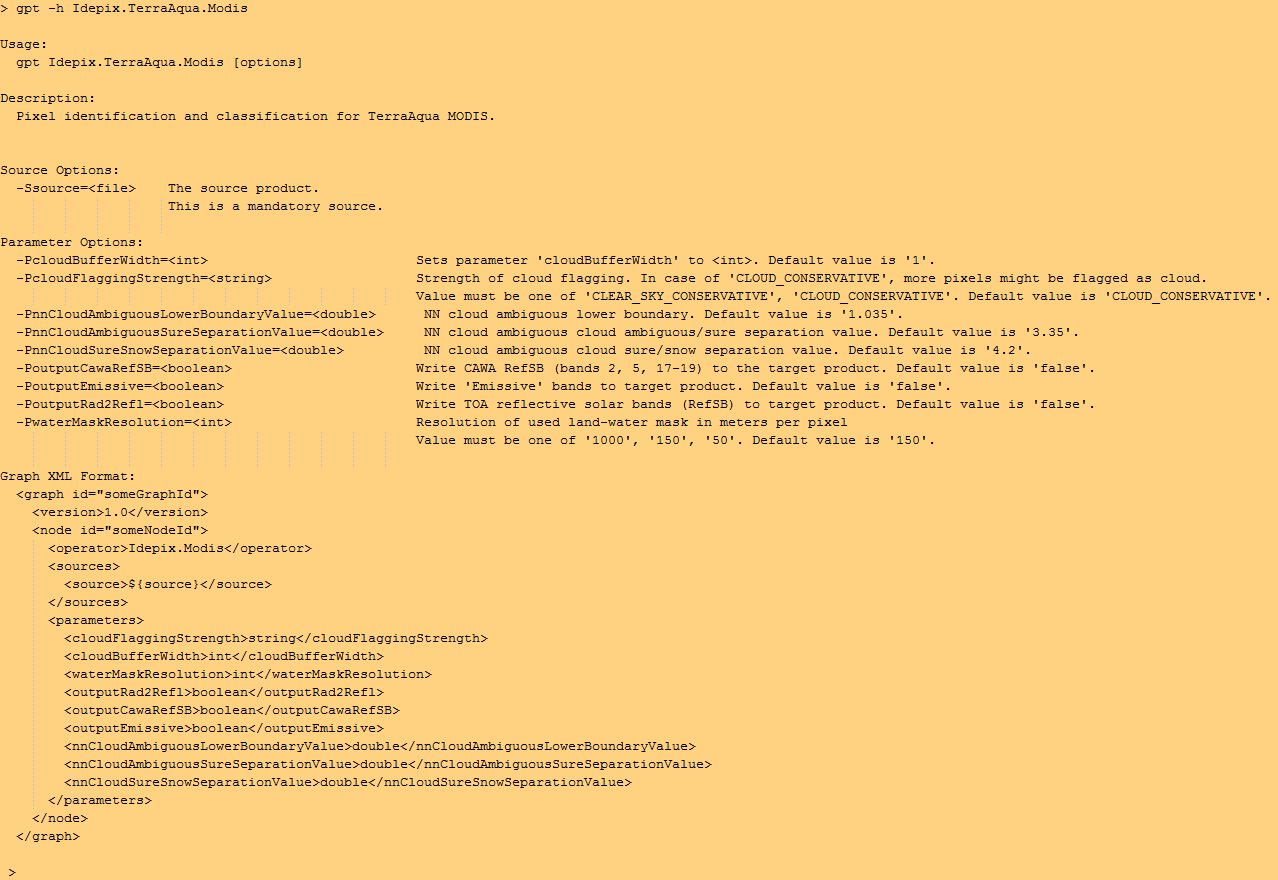 > gpt -h Idepix.TerraAqua.Modis
Usage:
gpt Idepix.TerraAqua.Modis [options]
Description:
Pixel identification and classification for TerraAqua MODIS.
Source Options:
-Ssource=<file> The source product.
This is a mandatory source.
Parameter Options:
-PcloudBufferWidth=<int> Sets parameter 'cloudBufferWidth' to <int>. Default value is '1'.
-PcloudFlaggingStrength=<string> Strength of cloud flagging. In case of 'CLOUD_CONSERVATIVE', more pixels might be flagged as cloud.
Value must be one of 'CLEAR_SKY_CONSERVATIVE', 'CLOUD_CONSERVATIVE'. Default value is 'CLOUD_CONSERVATIVE'.
-PnnCloudAmbiguousLowerBoundaryValue=<double> NN cloud ambiguous lower boundary. Default value is '1.035'.
-PnnCloudAmbiguousSureSeparationValue=<double> NN cloud ambiguous cloud ambiguous/sure separation value. Default value is '3.35'.
-PnnCloudSureSnowSeparationValue=<double> NN cloud ambiguous cloud sure/snow separation value. Default value is '4.2'.
-PoutputCawaRefSB=<boolean> Write CAWA RefSB (bands 2, 5, 17-19) to the target product. Default value is 'false'.
-PoutputEmissive=<boolean> Write 'Emissive' bands to target product. Default value is 'false'.
-PoutputRad2Refl=<boolean> Write TOA reflective solar bands (RefSB) to target product. Default value is 'false'.
-PwaterMaskResolution=<int> Resolution of used land-water mask in meters per pixel
Value must be one of '1000', '150', '50'. Default value is '150'.
Graph XML Format:
<graph id="someGraphId">
<version>1.0</version>
<node id="someNodeId">
<operator>Idepix.Modis</operator>
<sources>
<source>${source}</source>
</sources>
<parameters>
<cloudFlaggingStrength>string</cloudFlaggingStrength>
<cloudBufferWidth>int</cloudBufferWidth>
<waterMaskResolution>int</waterMaskResolution>
<outputRad2Refl>boolean</outputRad2Refl>
<outputCawaRefSB>boolean</outputCawaRefSB>
<outputEmissive>boolean</outputEmissive>
<nnCloudAmbiguousLowerBoundaryValue>double</nnCloudAmbiguousLowerBoundaryValue>
<nnCloudAmbiguousSureSeparationValue>double</nnCloudAmbiguousSureSeparationValue>
<nnCloudSureSnowSeparationValue>double</nnCloudSureSnowSeparationValue>
</parameters>
</node>
</graph>
>